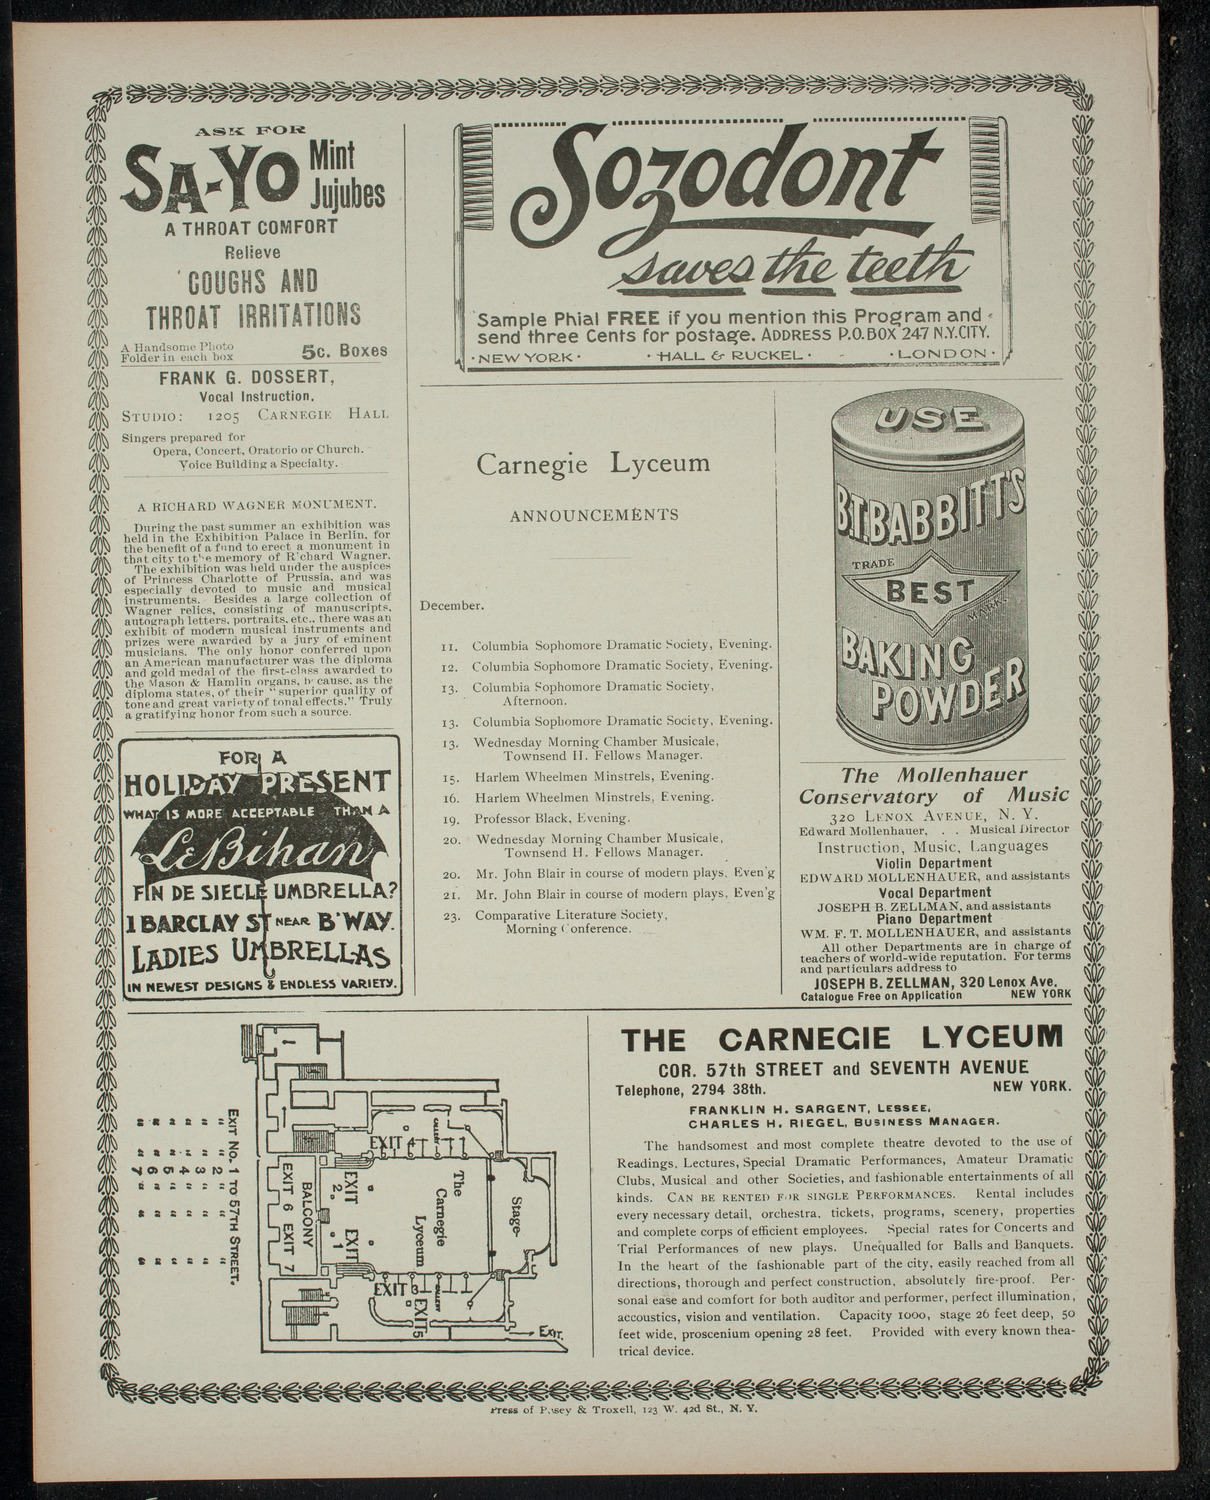 ASK FOR
SA-YO Mint
Jujubes
A THROAT COMFORT
Relieve
COUGHS AND
THROAT IRRITATIONS
A Handsome Photo
Folder in each box
5c. Boxes
FRANK G. DOSSERT,
Vocal Instruction.
STUDIO: 1205 CARNEGIE HALL
Singers prepared for
Opera, Concert, Oratorio or Church.
Voice Building a Specialty.
A RICHARD WAGNER MONUMENT.
During the past summer an exhibition was
held in the Exhibition Palace in Berlin, for
the benefit of a fund to erect a monument in
that city to the memory of Richard Wagner.
The exhibition was held under the auspices
of Princess Charlotte of Prussia, and was
especially devoted to music and musical
instruments. Besides a large collection of
Wagner relics, consisting of manuscripts,
autograph letters, portraits, etc., there was an
exhibit of modern musical instruments and
prizes were awarded by a jury of eminent
musicians. The only honor conferred upon
an American manufacturer was the diploma
and gold medal of the first-class awarded to
the Mason & Hamlin organs, because, as the
diploma states, of their "superior quality of
tone and great variety of tonal effects." Truly
a gratifying honor from such a source.
FOR A
HOLIDAY PRESENT
WHAT IS MORE ACCEPTABLE THAN A
LeBihan
FIN DE SIECLE UMBRELLA?
1 BARCLAY ST NEAR B'WAY.
LADIES UMBRELLAS
IN NEWEST DESIGNS & ENDLESS VARIETY.
Sozodont
saves the teeth
Sample Phial FREE if you mention this Program and
send three Cents for postage. ADDRESS P.O. BOX 247 N.Y. CITY.
·NEW YORK· ·HALL & RUCKEL· ·LONDON·
Carnegie Lyceum
ANNOUNCEMENTS
December.
11. Columbia Sophomore Dramatic Society, Evening.
12. Columbia Sophomore Dramatic Society, Evening.
13. Columbia Sophomore Dramatic Society,
Afternoon.
13. Columbia Sophomore Dramatic Society, Evening.
13. Wednesday Morning Chamber Musicale,
Townsend H. Fellows Manager.
15. Harlem Wheelmen Minstrels, Evening.
16. Harlem Wheelmen Minstrels, Evening.
19. Professor Black, Evening.
20. Wednesday Morning Chamber Musicale,
Townsend H. Fellows Manager.
20. Mr. John Blair in course of modern plays, Even'g
21. Mr. John Blair in course of modern plays, Even'g
23. Comparative Literature Society,
Morning Conference.
USE
B.T. BABBITT'S
TRADE
BEST
MARK.
BAKING
POWDER
The Mollenhauer
Conservatory of Music
320 LENOX AVENUE, N. Y.
Edward Mollenhauer, . . Musical Director
Instruction, Music, Languages
Violin Department
EDWARD MOLLENHAUER, and assistants
Vocal Department
JOSEPH B. ZELLMAN, and assistants
Piano Department
WM. F. T. MOLLENHAUER, and assistants
All other Departments are in charge of
teachers of world-wide reputation. For terms
and particulars address to
JOSEPH B. ZELLMAN, 320 Lenox Ave.
Catalogue Free on Application NEW YORK
EXIT No. 1 TO 57TH STREET.
" " 2 " " "
" " 3 " " "
" " 4 " " "
" " 5 " " "
" " 6 " " "
" " 7 " " "
BALCONY
EXIT 6 EXIT 7
EXIT 2.
EXIT 1
EXIT 4
GALLERY
The
Carnegie
Lyceum
Stage
EXIT 3
GALLERY
EXIT 5
EXIT.
THE CARNEGIE LYCEUM
COR. 57th STREET and SEVENTH AVENUE
Telephone, 2794 38th. NEW YORK.
FRANKLIN H. SARGENT, LESSEE.
CHARLES H. RIEGEL, BUSINESS MANAGER.
The handsomest and most complete theatre devoted to the use of
Readings, Lectures, Special Dramatic Performances, Amateur Dramatic
Clubs, Musical and other Societies, and fashionable entertainments of all
kinds. CAN BE RENTED FOR SINGLE PERFORMANCES. Rental includes
every necessary detail, orchestra, tickets, programs, scenery, properties
and complete corps of efficient employees. Special rates for Concerts and
Trial Performances of new plays. Unequalled for Balls and Banquets.
In the heart of the fashionable part of the city, easily reached from all
directions, thorough and perfect construction, absolutely fire-proof. Per-
sonal ease and comfort for both auditor and performer, perfect illumination,
accoustics, vision and ventilation. Capacity 1000, stage 26 feet deep, 50
feet wide, proscenium opening 28 feet. Provided with every known thea-
trical device.
Press of Pusey & Troxell, 123 W. 42d St., N. Y.